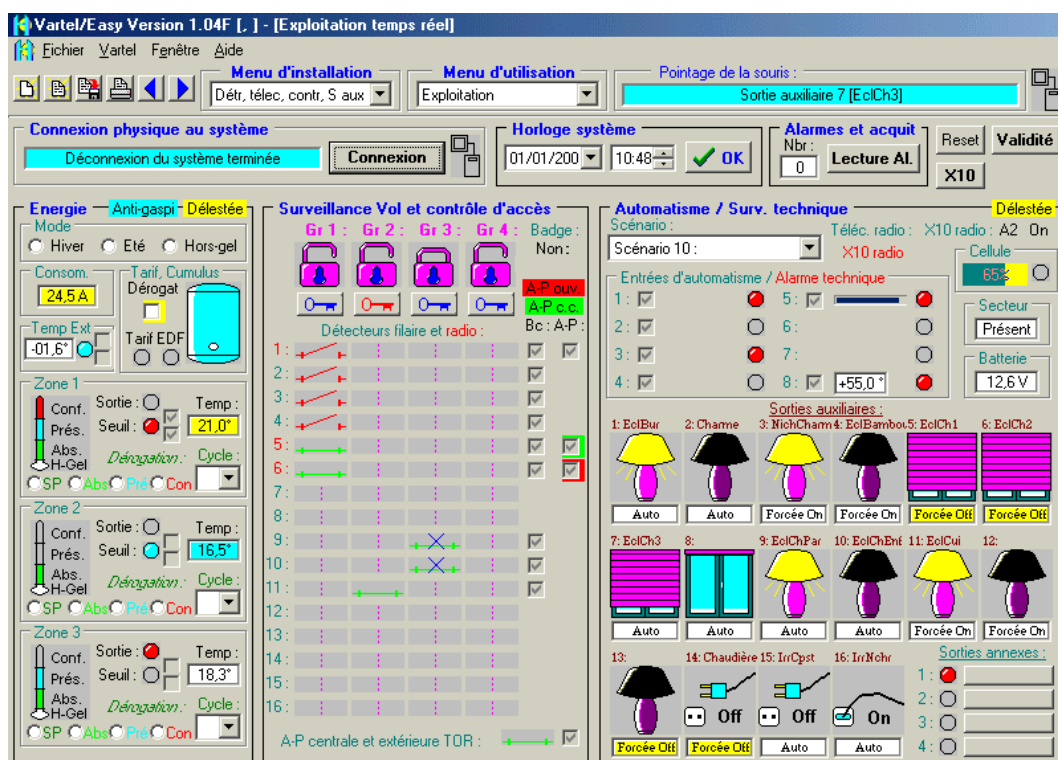 Vartel/Easy Version 1.04F [, ] - [Exploitation temps réel]
Fichier Vartel Fenêtre Aide
Menu d'installation
Détr, télec, contr, S aux
Menu d'utilisation
Exploitation
Pointage de la souris :
Sortie auxiliaire 7 [EclCh3]
Connexion physique au système
Déconnexion du système terminée
Connexion
Horloge système
01/01/200 10:48 OK
Alarmes et acquit
Nbr :
0
Lecture Al.
Reset
Validité
X10
Energie Anti-gaspi Délestée
Mode
Hiver Eté Hors-gel
Consom.
24,5 A
Tarif, Cumulus
Dérogat
Temp Ext
-01,6°
Tarif EDF
Zone 1
Conf.
Prés.
Abs.
H-Gel
Sortie :
Seuil :
Temp :
21,0°
Dérogation : Cycle :
SP Abs Pré Con
Zone 2
Conf.
Prés.
Abs.
H-Gel
Sortie :
Seuil :
Temp :
16,5°
Dérogation : Cycle :
SP Abs Pré Con
Zone 3
Conf.
Prés.
Abs.
H-Gel
Sortie :
Seuil :
Temp :
18,3°
Dérogation : Cycle :
SP Abs Pré Con
Surveillance Vol et contrôle d'accès
Gr 1 : Gr 2 : Gr 3 : Gr 4 : Badge :
Non :
A-P ouv.
A-P c.c.
Détecteurs filaire et radio : Bc : A-P :
1 :
2 :
3 :
4 :
5 :
6 :
7 :
8 :
9 :
10 :
11 :
12 :
13 :
14 :
15 :
16 :
A-P centrale et extérieure TOR :
Automatisme / Surv. technique Délestée
Scénario :
Scénario 10 :
Téléc. radio : X10 radio : A2 On
X10 radio
Cellule
65%
Entrées d'automatisme / Alarme technique
1 : 5 :
2 : 6 :
3 : 7 :
4 : 8 : +55,0 °
Secteur
Présent
Batterie
12,6 V
Sorties auxiliaires :
1: EclBur 2: Charme 3: NichCharm 4: EclBambou 5: EclCh1 6: EclCh2
Auto Auto Forcée On Forcée On Forcée Off Forcée Off
7: EclCh3 8: 9: EclChPar 10: EclChEnf 11: EclCui 12:
Auto Auto Auto Auto Forcée On Forcée On
13: 14: Chaudière 15: IrrCpst 16: IrrNchr
Off Off On
Forcée Off Forcée Off Auto Auto
Sorties annexes :
1 :
2 :
3 :
4 :